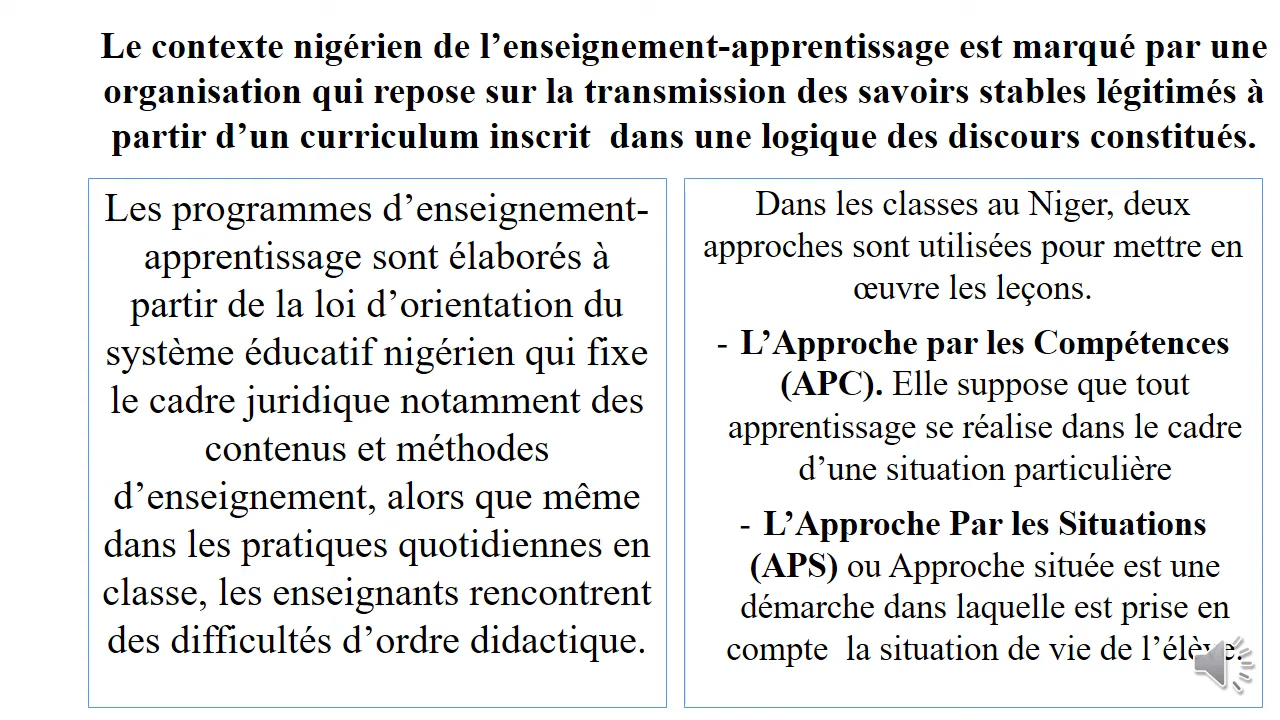 Le contexte nigérien de l’enseignement-apprentissage est marqué par une
organisation qui repose sur la transmission des savoirs stables légitimés à
partir d’un curriculum inscrit  dans une logique des discours constitués.
Les programmes d’enseignement-
apprentissage sont élaborés à
partir de la loi d’orientation du
système éducatif nigérien qui fixe
le cadre juridique notamment des
contenus et méthodes
d’enseignement, alors que même
dans les pratiques quotidiennes en
classe, les enseignants rencontrent
des difficultés d’ordre didactique.
Dans les classes au Niger, deux
approches sont utilisées pour mettre en
œuvre les leçons.
- L’Approche par les Compétences
(APC). Elle suppose que tout
apprentissage se réalise dans le cadre
d’une situation particulière
- L’Approche Par les Situations
(APS) ou Approche située est une
démarche dans laquelle est prise en
compte  la situation de vie de l’élève.